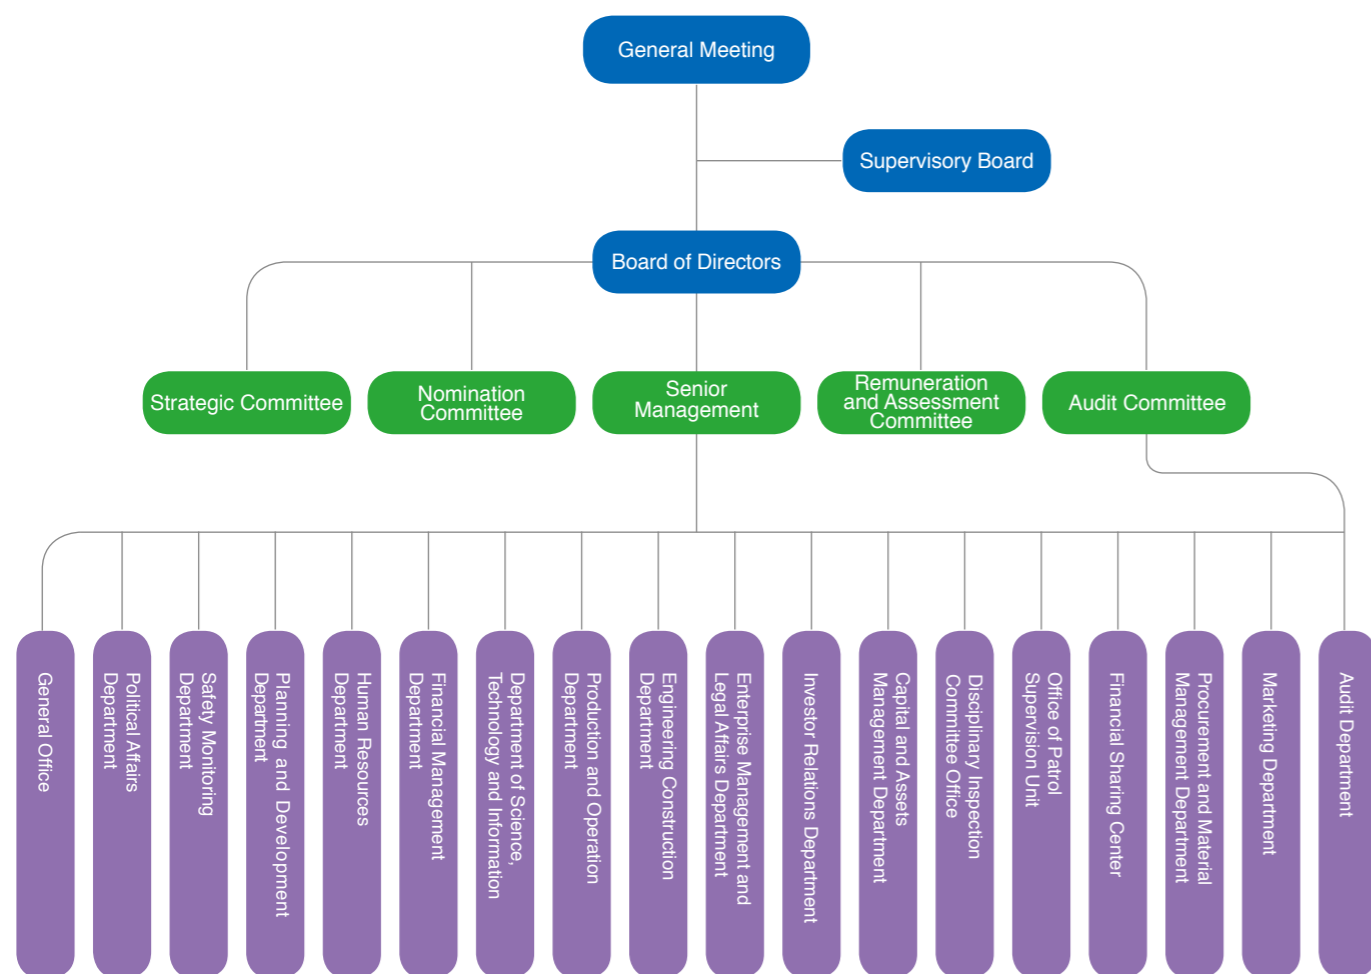 General Meeting
Supervisory Board
Board of Directors
Strategic Committee
Nomination
Committee
Senior
Management
Remuneration
and Assessment
Committee
Audit Committee
General Office
Political Affairs
Department
Safety Monitoring
Department
Planning and Development
Department
Human Resources
Department
Financial Management
Department
Department of Science,
Technology and Information
Production and Operation
Department
Engineering Construction
Department
Enterprise Management and
Legal Affairs Department
Investor Relations Department
Capital and Assets
Management Department
Disciplinary Inspection
Committee Office
Office of Patrol
Supervision Unit
Financial Sharing Center
Procurement and Material
Management Department
Marketing Department
Audit Department